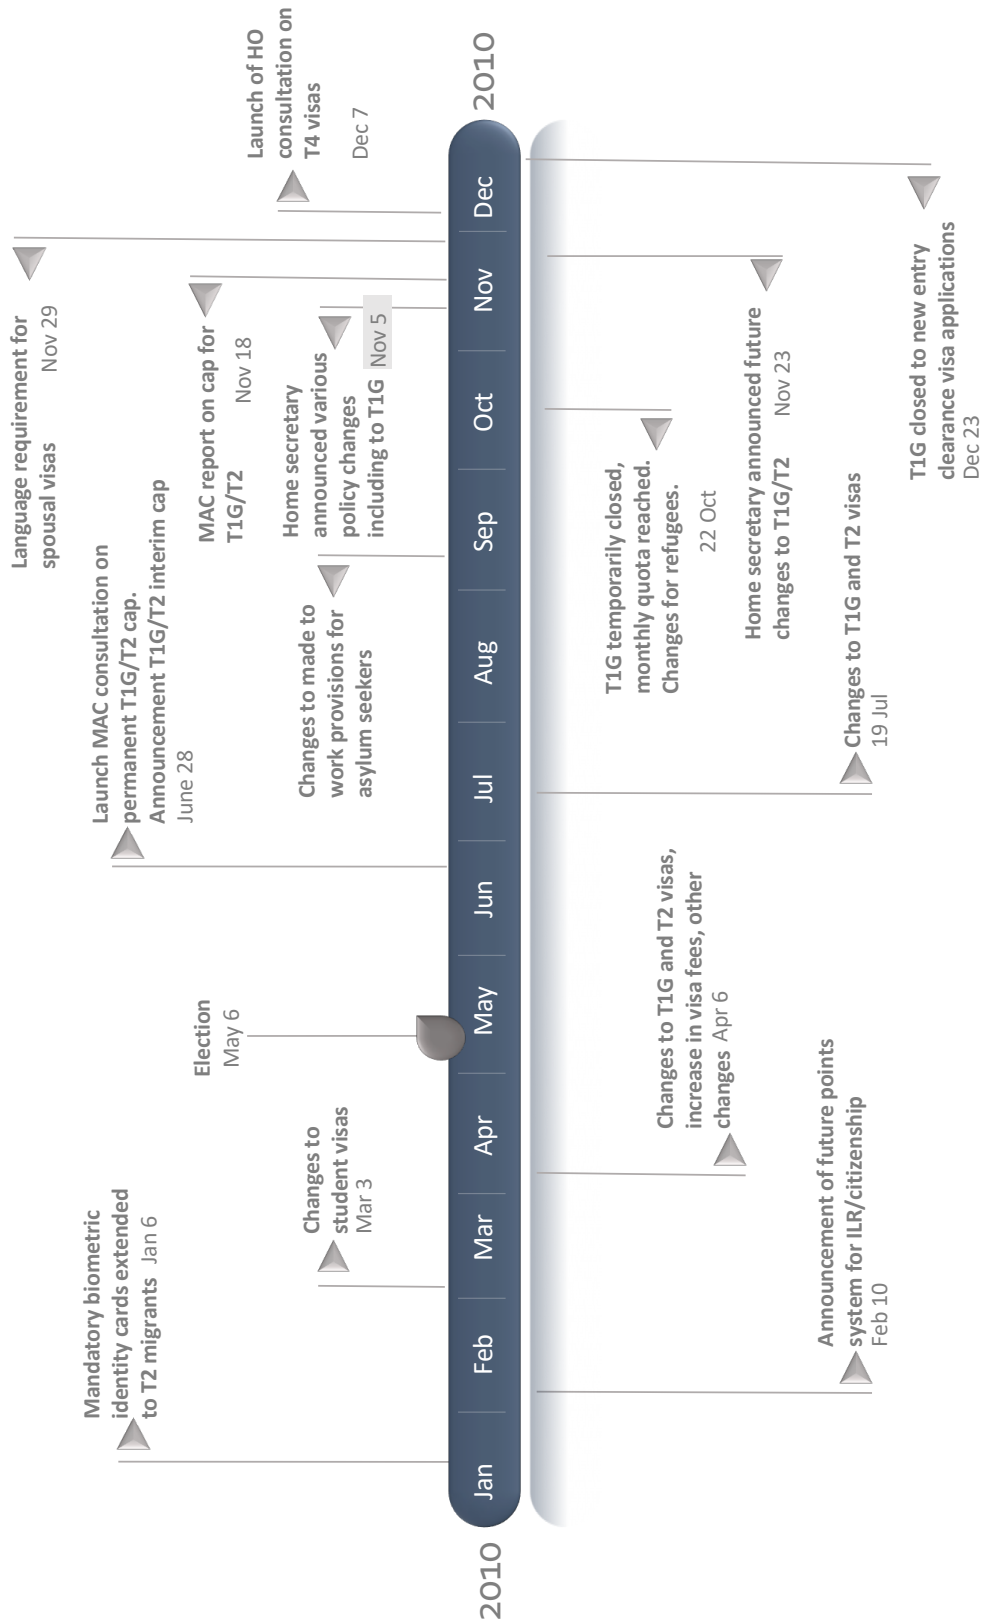 Mandatory biometric
identity cards extended
to T2 migrants Jan 6
Changes to
student visas
Mar 3
Election
May 6
Launch MAC consultation on
permanent T1G/T2 cap.
Announcement T1G/T2 interim cap
June 28
Changes to made to
work provisions for
asylum seekers
Language requirement for
spousal visas Nov 29
MAC report on cap for
T1G/T2 Nov 18
Home secretary
announced various
policy changes
including to T1G Nov 5
Launch of HO
consultation on
T4 visas
Dec 7
2010 Jan Feb Mar Apr May Jun Jul Aug Sep Oct Nov Dec 2010
Announcement of future points
system for ILR/citizenship
Feb 10
Changes to T1G and T2 visas,
increase in visa fees, other
changes Apr 6
Changes to T1G and T2 visas
19 Jul
T1G temporarily closed,
monthly quota reached.
Changes for refugees.
22 Oct
Home secretary announced future
changes to T1G/T2 Nov 23
T1G closed to new entry
clearance visa applications
Dec 23